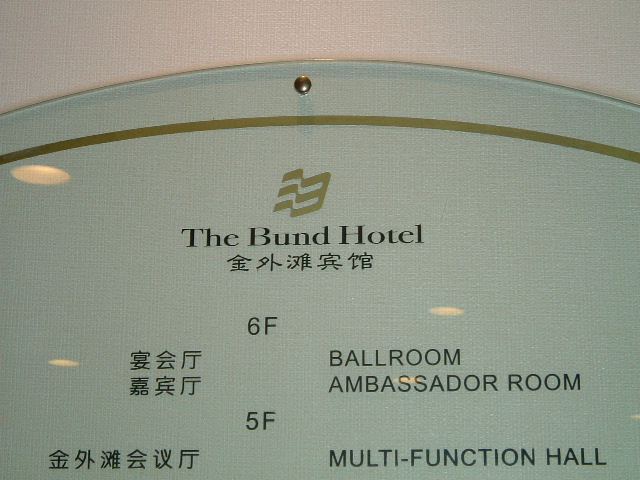 The Bund Hotel
金外滩宾馆
6F
宴会厅 BALLROOM
嘉宾厅 AMBASSADOR ROOM
5F
金外滩会议厅 MULTI-FUNCTION HALL